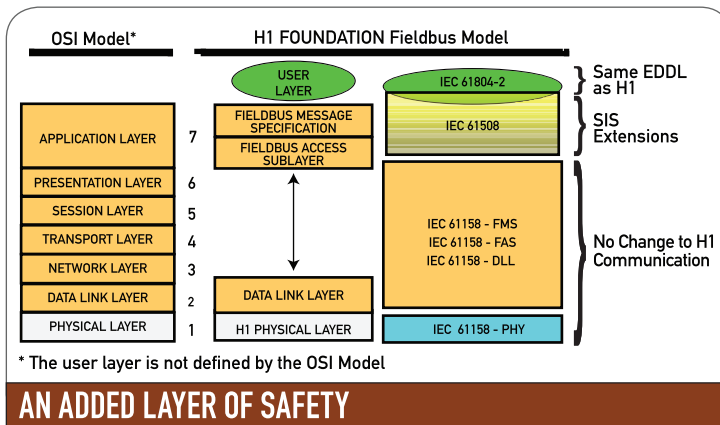 OSI Model*
H1 FOUNDATION Fieldbus Model
USER
LAYER
IEC 61804-2
Same EDDL
as H1
APPLICATION LAYER
7
FIELDBUS MESSAGE
SPECIFICATION
FIELDBUS ACCESS
SUBLAYER
IEC 61508
SIS
Extensions
PRESENTATION LAYER
6
SESSION LAYER
5
TRANSPORT LAYER
4
NETWORK LAYER
3
DATA LINK LAYER
2
DATA LINK LAYER
IEC 61158 - FMS
IEC 61158 - FAS
IEC 61158 - DLL
No Change to H1
Communication
PHYSICAL LAYER
1
H1 PHYSICAL LAYER
IEC 61158 - PHY
* The user layer is not defined by the OSI Model
AN ADDED LAYER OF SAFETY